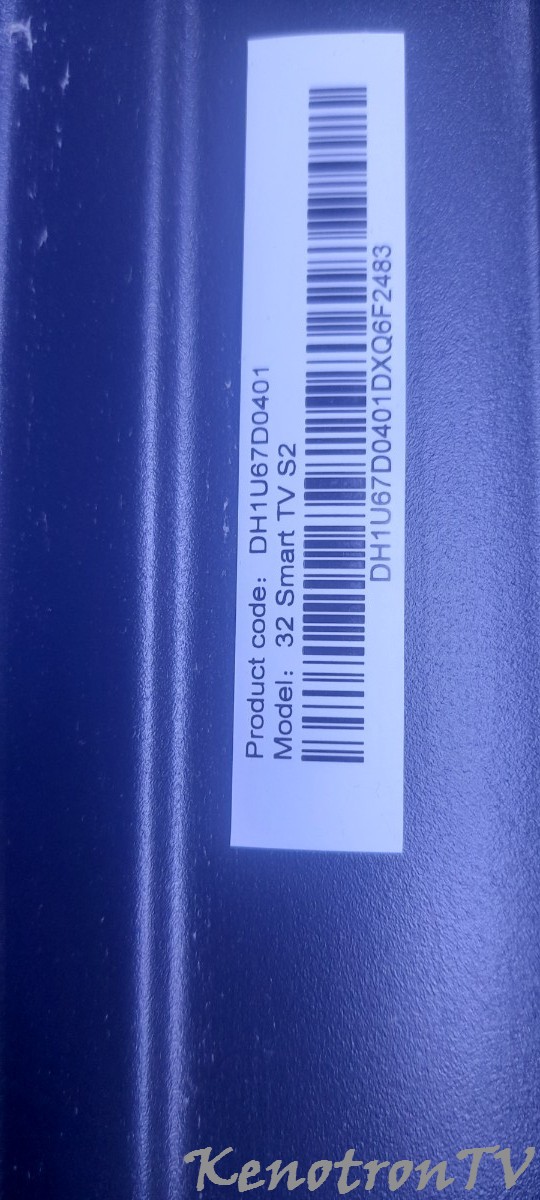 Product code： DH1U67D0401
Model： 32 Smart TV S2
DH1U67D0401DXQ6F2483
KenotronTV